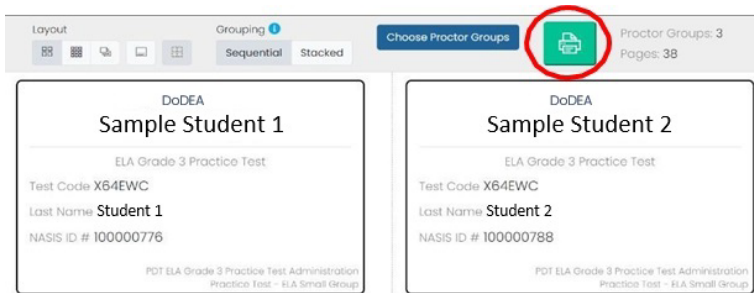 Layout
Grouping
Sequential Stacked
Choose Proctor Groups
Proctor Groups: 3
Pages: 38
DoDEA
Sample Student 1
ELA Grade 3 Practice Test
Test Code X64EWC
Last Name Student 1
NASIS ID # 100000776
PDT ELA Grade 3 Practice Test Administration
Practice Test - ELA Small Group
DoDEA
Sample Student 2
ELA Grade 3 Practice Test
Test Code X64EWC
Last Name Student 2
NASIS ID # 100000788
PDT ELA Grade 3 Practice Test Administration
Practice Test - ELA Small Group